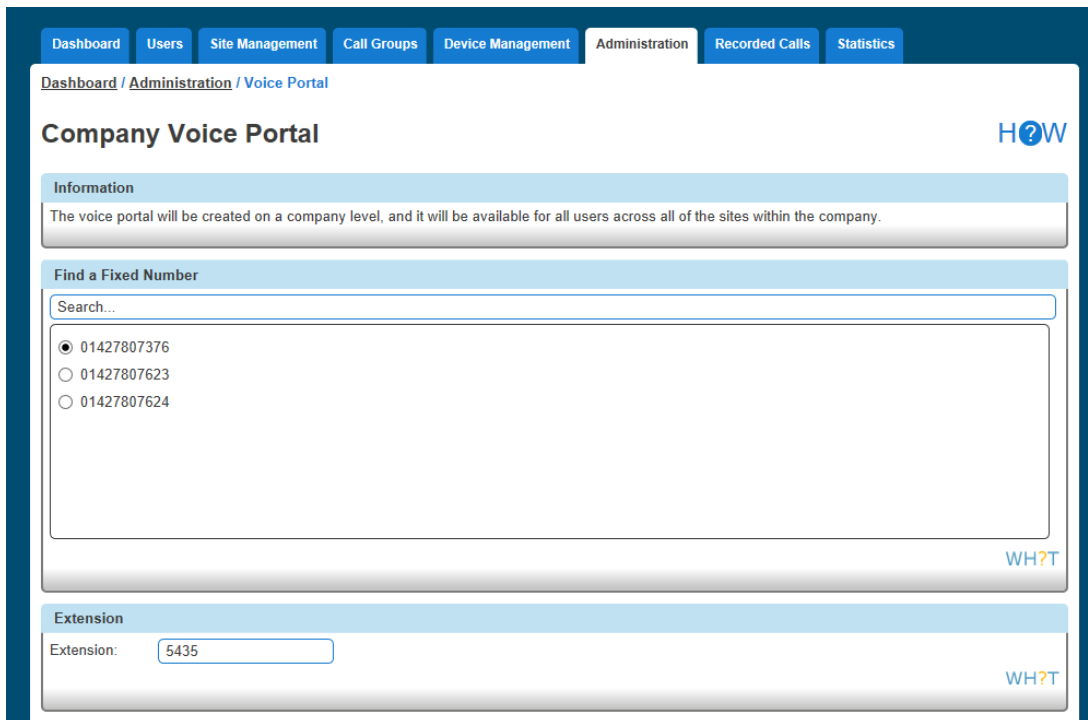 Dashboard Users Site Management Call Groups Device Management Administration Recorded Calls Statistics
Dashboard / Administration / Voice Portal
Company Voice Portal
H?W
Information
The voice portal will be created on a company level, and it will be available for all users across all of the sites within the company.
Find a Fixed Number
Search...
01427807376
01427807623
01427807624
WH?T
Extension
Extension: 5435
WH?T